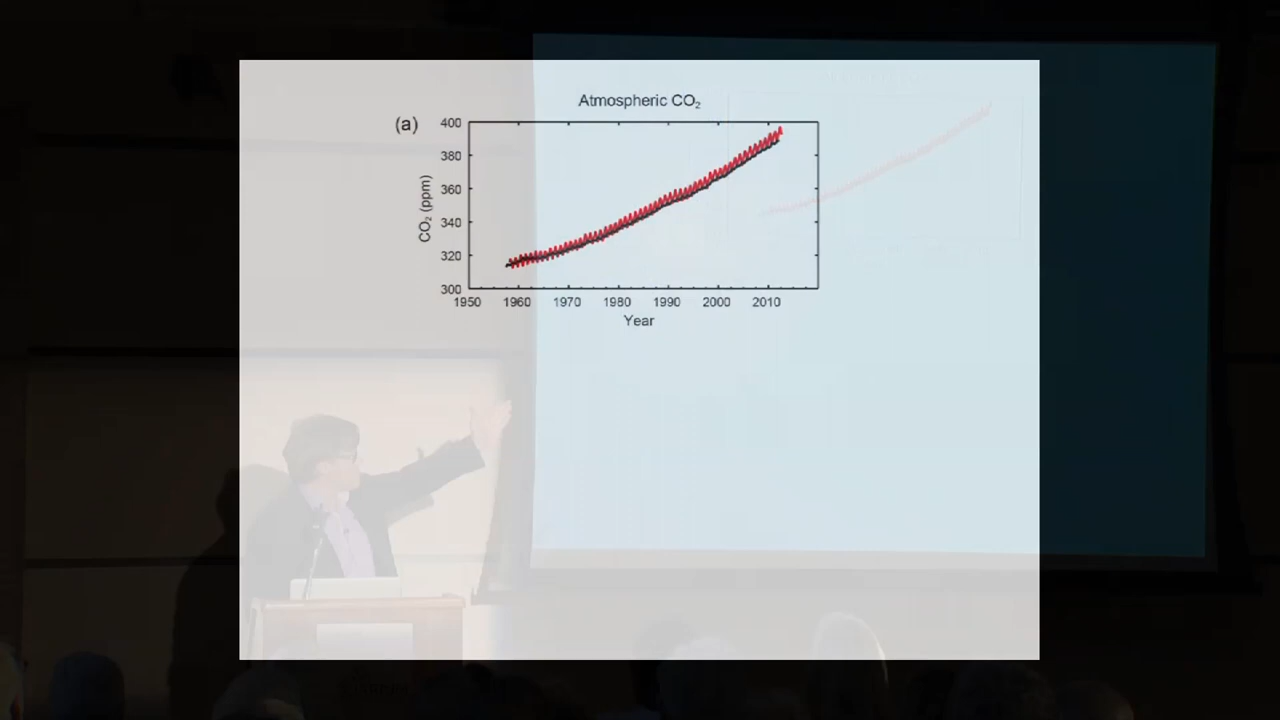 Atmospheric CO₂
(a)
400
380
360
340
320
300
CO₂ (ppm)
1950 1960 1970 1980 1990 2000 2010
Year